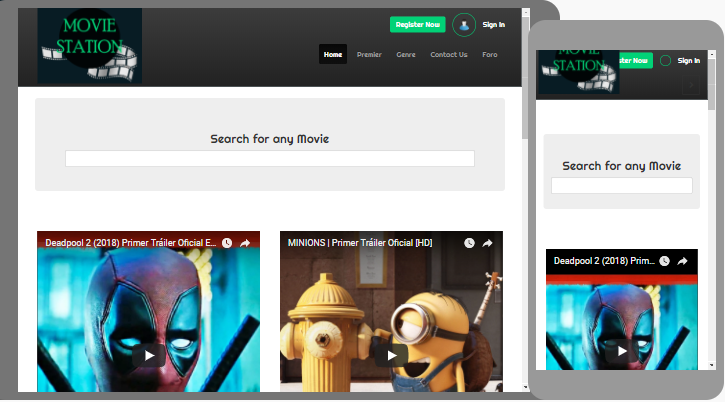 MOVIE
STATION
Register Now
Sign In
Home Premier Genre Contact Us Foro
Search for any Movie
Deadpool 2 (2018) Primer Tráiler Oficial E...
MINIONS | Primer Tráiler Oficial [HD]
MOVIE
STATION
ster Now
Sign In
Search for any Movie
Deadpool 2 (2018) Prim...